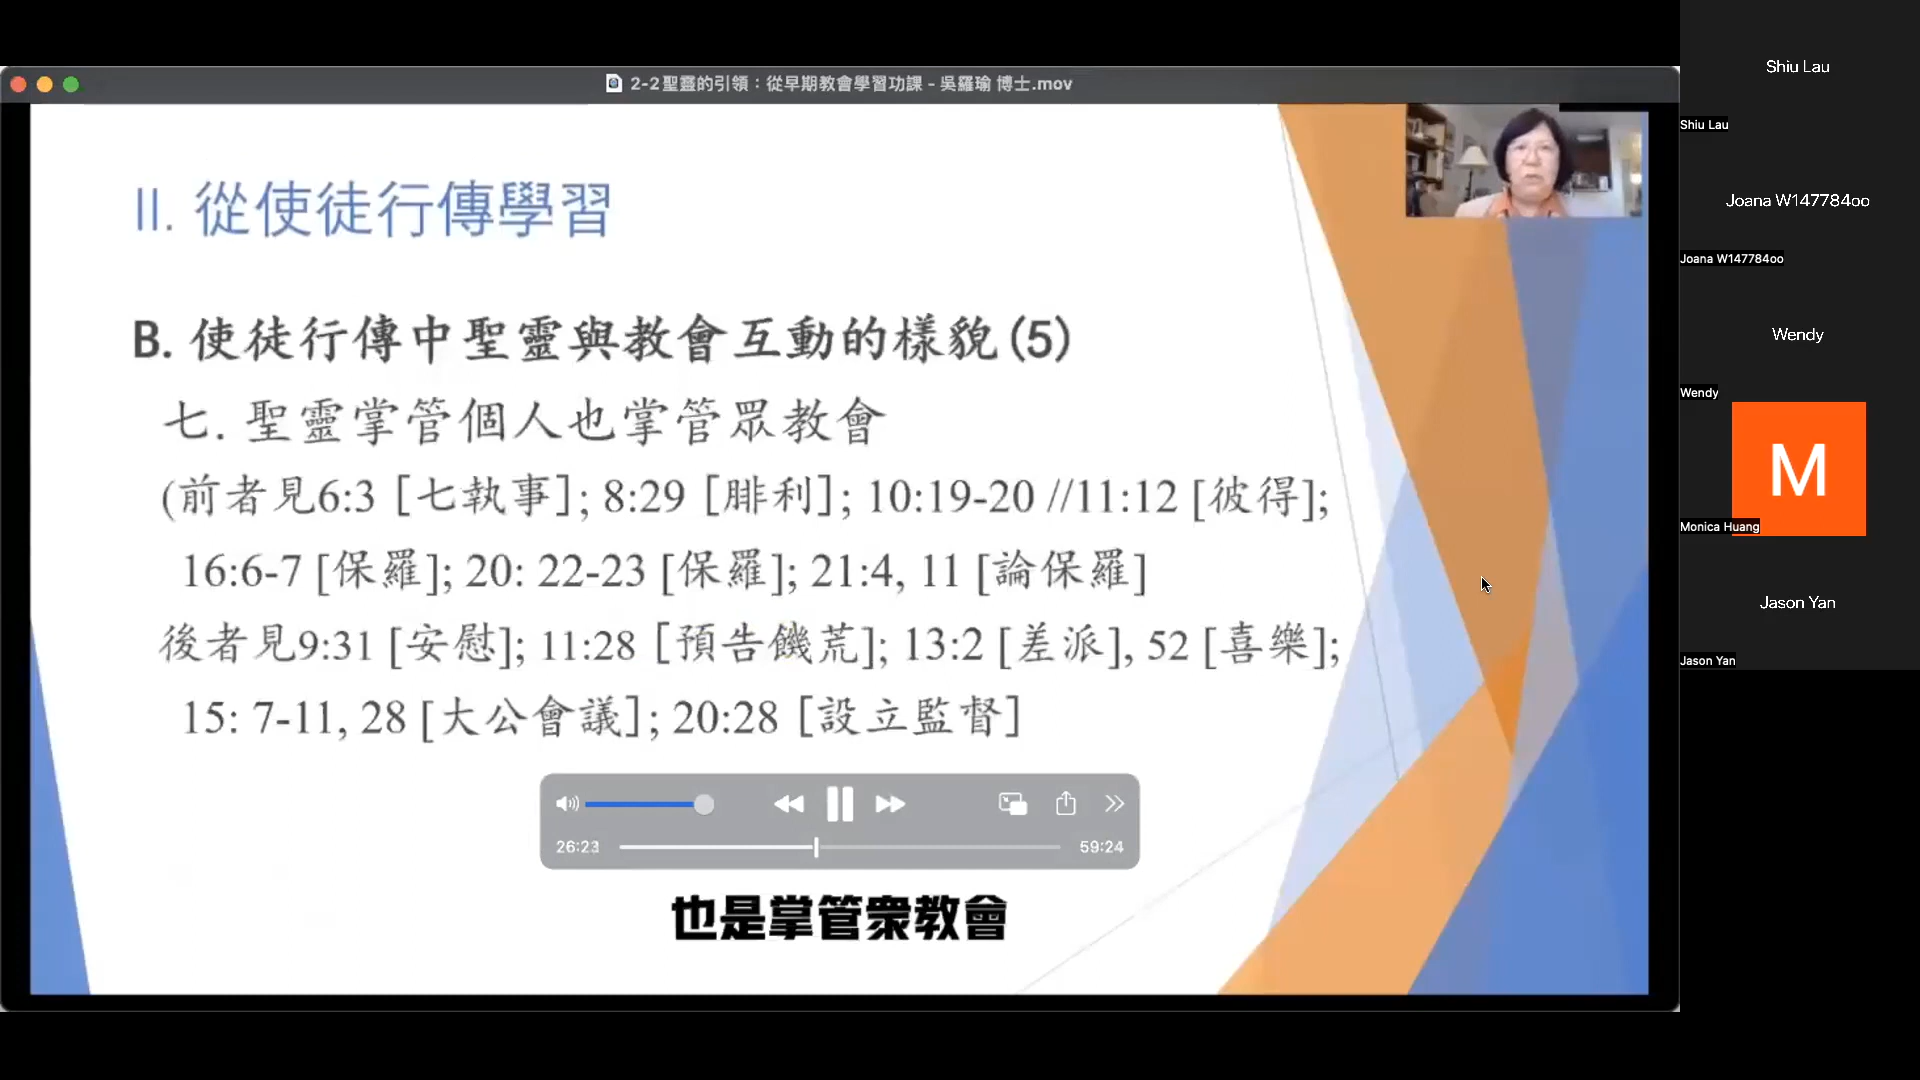 2-2聖靈的引領：從早期教會學習功課 - 吳羅瑜 博士.mov
II. 從使徒行傳學習
B. 使徒行傳中聖靈與教會互動的樣貌(5)
七. 聖靈掌管個人也掌管眾教會
(前者見6:3 [七執事]; 8:29 [腓利]; 10:19-20 //11:12 [彼得];
16:6-7 [保羅]; 20: 22-23 [保羅]; 21:4, 11 [論保羅]
後者見9:31 [安慰]; 11:28 [預告饑荒]; 13:2 [差派], 52 [喜樂];
15: 7-11, 28 [大公會議]; 20:28 [設立監督]
26:23
59:24
也是掌管衆教會
Shiu Lau
Shiu Lau
Joana W147784oo
Joana W147784oo
Wendy
Wendy
M
Monica Huang
Jason Yan
Jason Yan